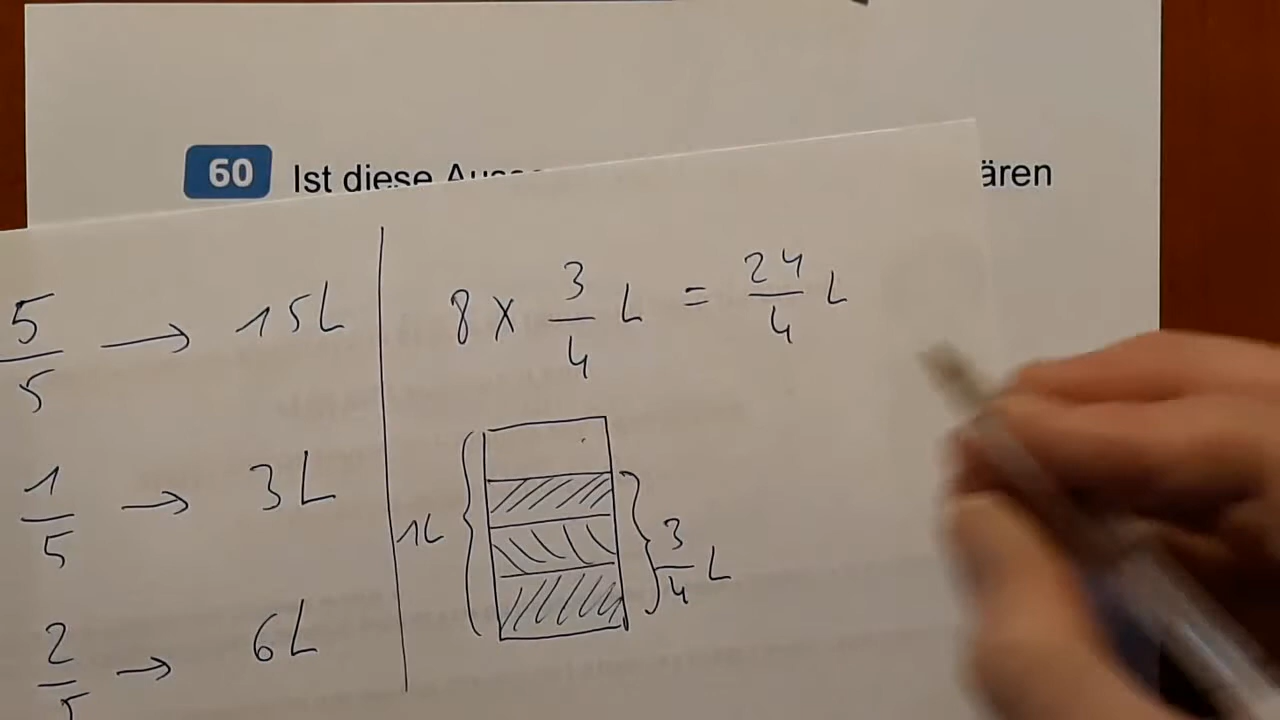 60 Ist diese
ären
5/5 → 15L
1/5 → 3L
2/5 → 6L
8 x 3/4 L = 24/4 L
1L
3/4 L